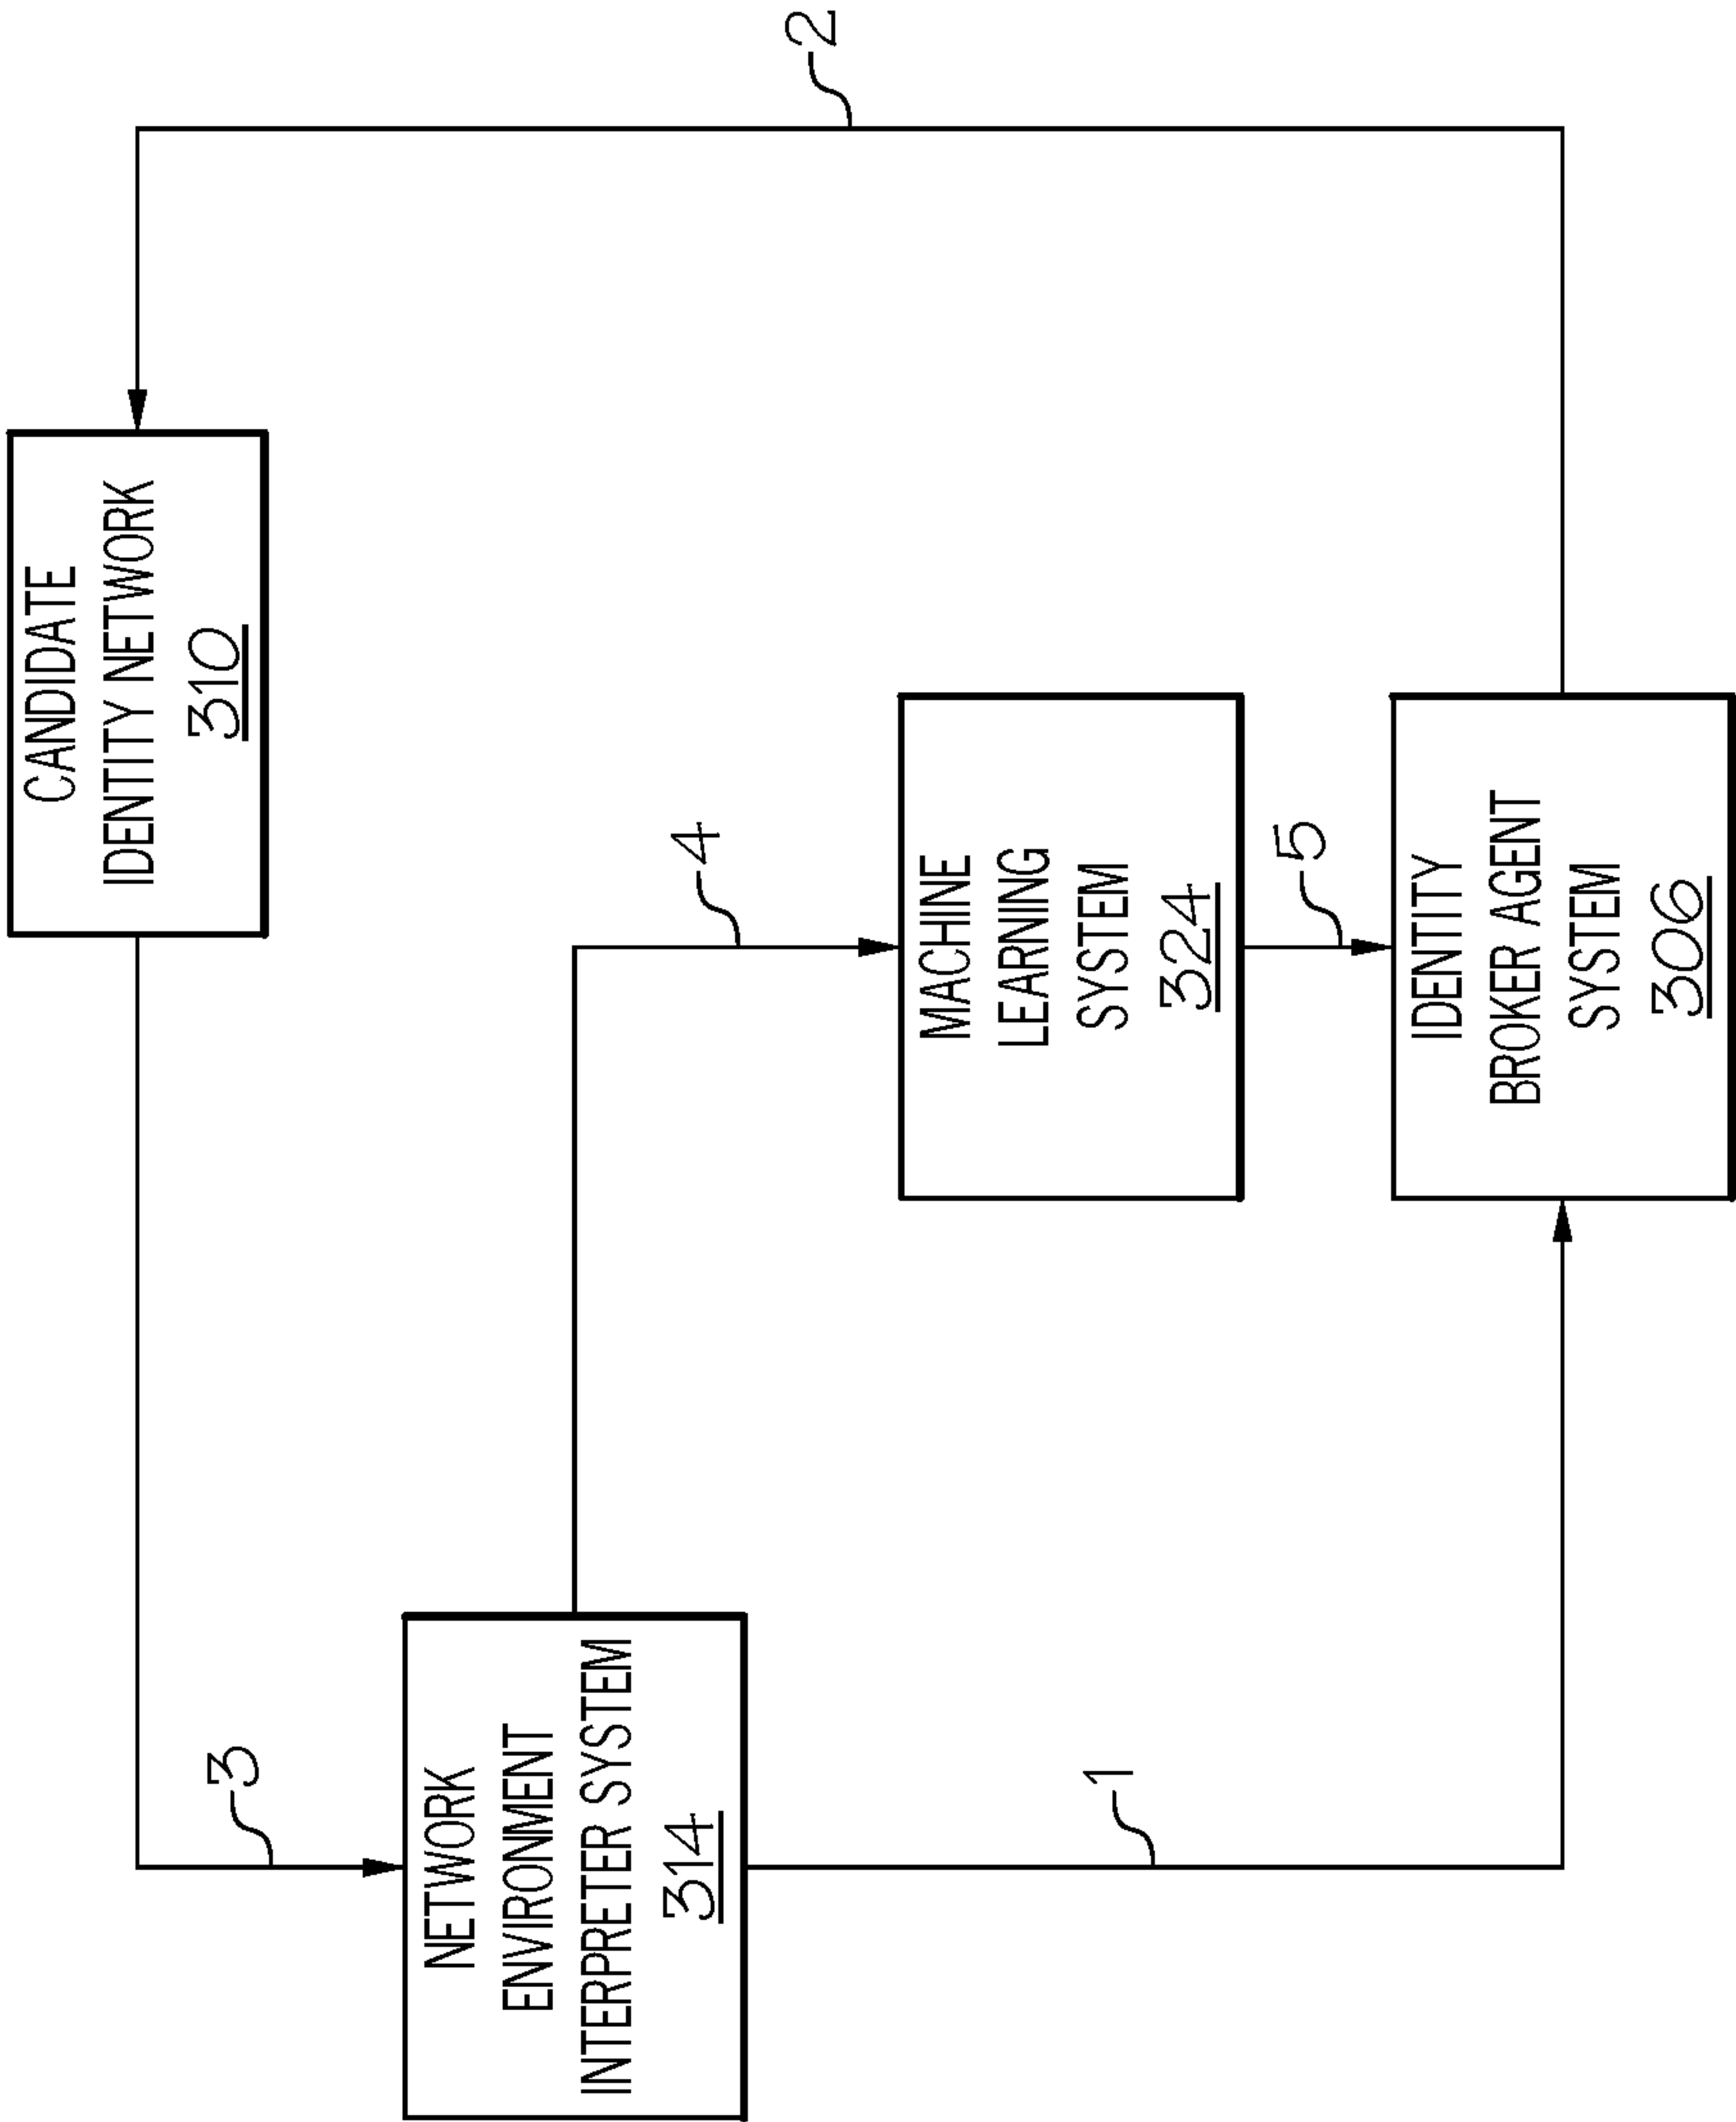 CANDIDATE
IDENTITY NETWORK
310
2
3
NETWORK
ENVIRONMENT
INTERPRETER SYSTEM
314
4
MACHINE
LEARNING
SYSTEM
324
1
5
IDENTITY
BROKER AGENT
SYSTEM
306